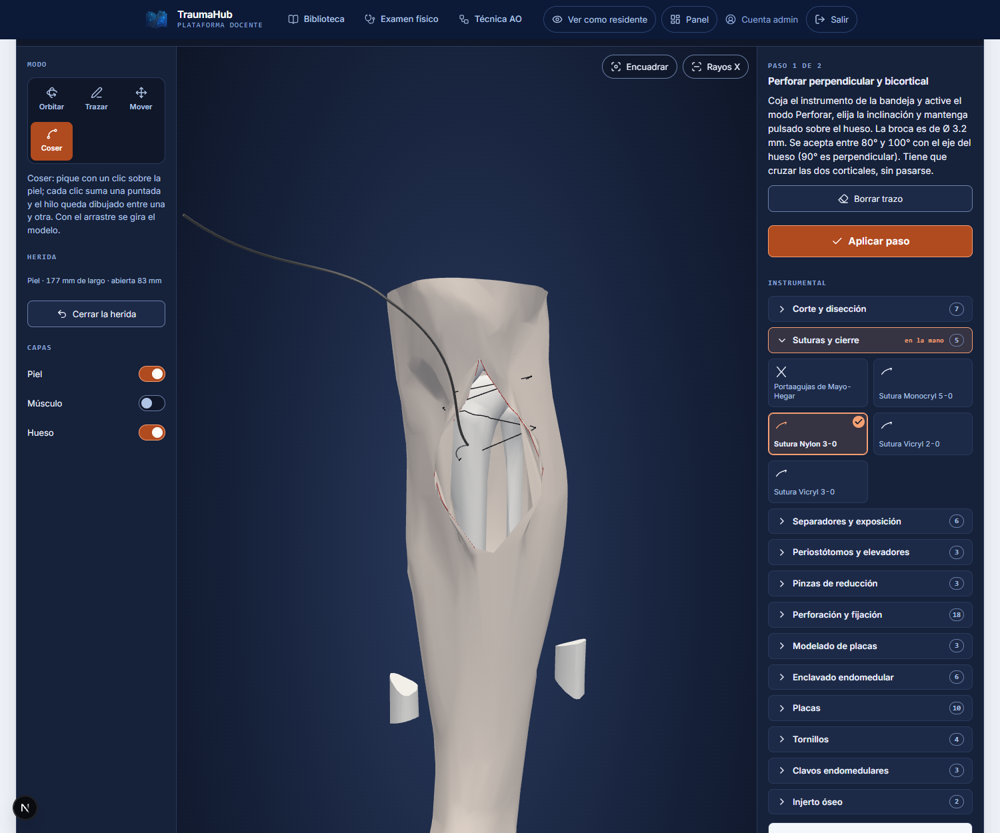 TraumaHub
PLATAFORMA DOCENTE
Biblioteca
Examen físico
Técnica AO
Ver como residente
Panel
Cuenta admin
Salir
MODO
Orbitar
Trazar
Mover
Coser
Coser: pique con un clic sobre la
piel; cada clic suma una puntada
y el hilo queda dibujado entre una
y otra. Con el arrastre se gira el
modelo.
HERIDA
Piel · 177 mm de largo · abierta 83 mm
Cerrar la herida
CAPAS
Piel
Músculo
Hueso
N
Encuadrar
Rayos X
PASO 1 DE 2
Perforar perpendicular y bicortical
Coja el instrumento de la bandeja y active el
modo Perforar, elija la inclinación y mantenga
pulsado sobre el hueso. La broca es de Ø 3.2
mm. Se acepta entre 80° y 100° con el eje del
hueso (90° es perpendicular). Tiene que
cruzar las dos corticales, sin pasarse.
Borrar trazo
Aplicar paso
INSTRUMENTAL
Corte y disección 7
Suturas y cierre en la mano 5
Portaagujas de Mayo-
Hegar
Sutura Monocryl 5-0
Sutura Nylon 3-0
Sutura Vicryl 2-0
Sutura Vicryl 3-0
Separadores y exposición 6
Periostótomos y elevadores 3
Pinzas de reducción 3
Perforación y fijación 18
Modelado de placas 3
Enclavado endomedular 6
Placas 10
Tornillos 4
Clavos endomedulares 3
Injerto óseo 2